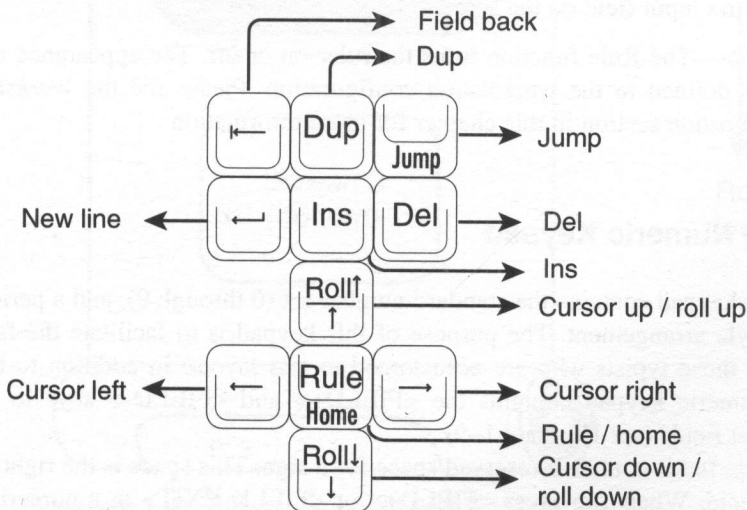 Field back
Dup
Dup
Jump
Jump
New line
Ins
Del
Del
Ins
Roll↑
↑
Cursor up / roll up
Cursor left
←
Rule
Home
→
Cursor right
Rule / home
Roll↓
↓
Cursor down /
roll down